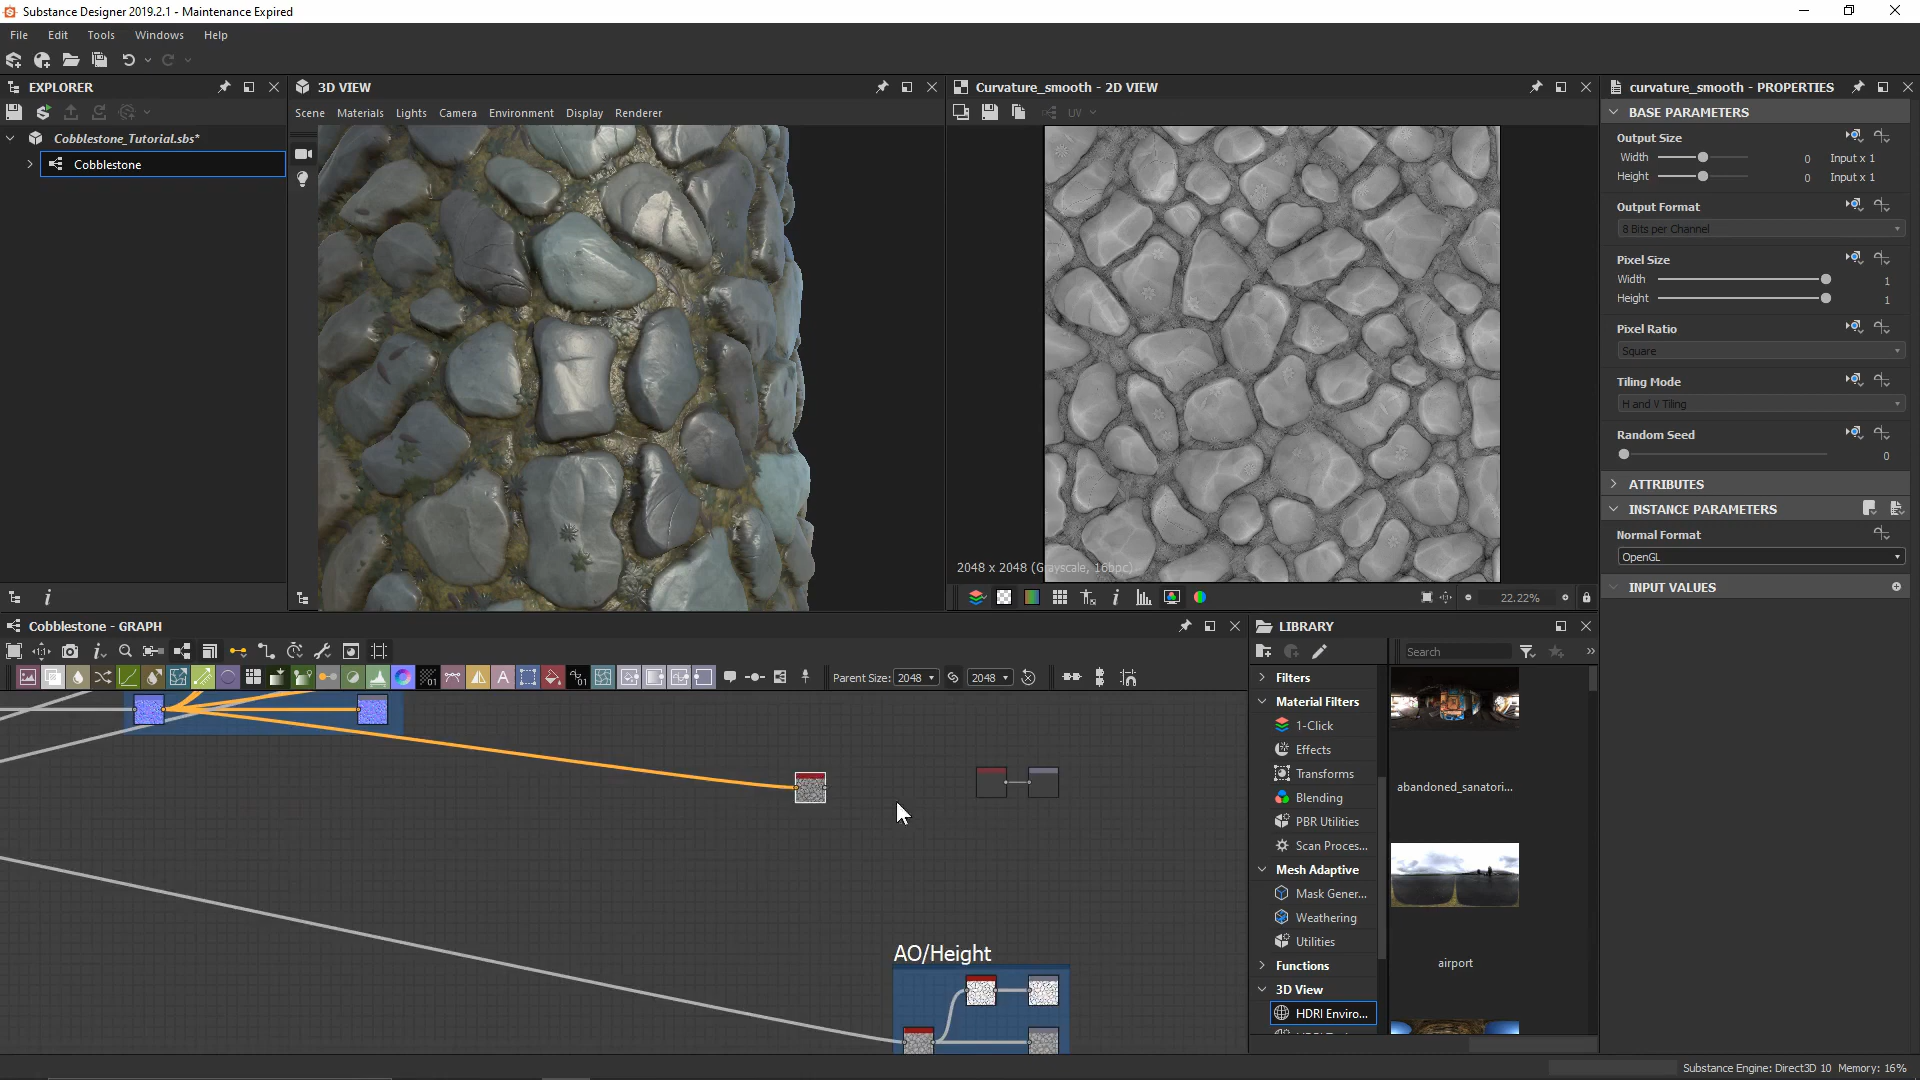 Substance Designer 2019.2.1 - Maintenance Expired
File Edit Tools Windows Help
EXPLORER
Cobblestone_Tutorial.sbs*
Cobblestone
3D VIEW
Scene Materials Lights Camera Environment Display Renderer
Curvature_smooth - 2D VIEW
UV
2048 x 2048 (Grayscale, 16bpc)
22.22%
curvature_smooth - PROPERTIES
BASE PARAMETERS
Output Size
Width 0 Input x 1
Height 0 Input x 1
Output Format
8 Bits per Channel
Pixel Size
Width 1
Height 1
Pixel Ratio
Square
Tiling Mode
H and V Tiling
Random Seed
0
ATTRIBUTES
INSTANCE PARAMETERS
Normal Format
OpenGL
INPUT VALUES
Cobblestone - GRAPH
Parent Size: 2048 2048
AO/Height
LIBRARY
Search
Filters
Material Filters
1-Click
Effects
Transforms
Blending
PBR Utilities
Scan Proces...
Mesh Adaptive
Mask Gener...
Weathering
Utilities
Functions
3D View
HDRI Enviro...
abandoned_sanatori...
airport
Substance Engine: Direct3D 10 Memory: 16%